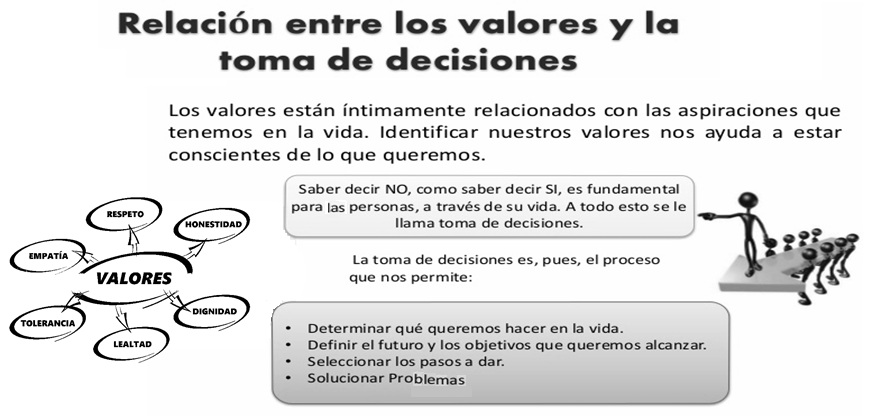 Relación entre los valores y la
toma de decisiones
Los valores están íntimamente relacionados con las aspiraciones que
tenemos en la vida. Identificar nuestros valores nos ayuda a estar
conscientes de lo que queremos.
Saber decir NO, como saber decir SI, es fundamental
para las personas, a través de su vida. A todo esto se le
llama toma de decisiones.
RESPETO
HONESTIDAD
EMPATÍA
VALORES
TOLERANCIA
DIGNIDAD
LEALTAD
La toma de decisiones es, pues, el proceso
que nos permite:
• Determinar qué queremos hacer en la vida.
• Definir el futuro y los objetivos que queremos alcanzar.
• Seleccionar los pasos a dar.
• Solucionar Problemas